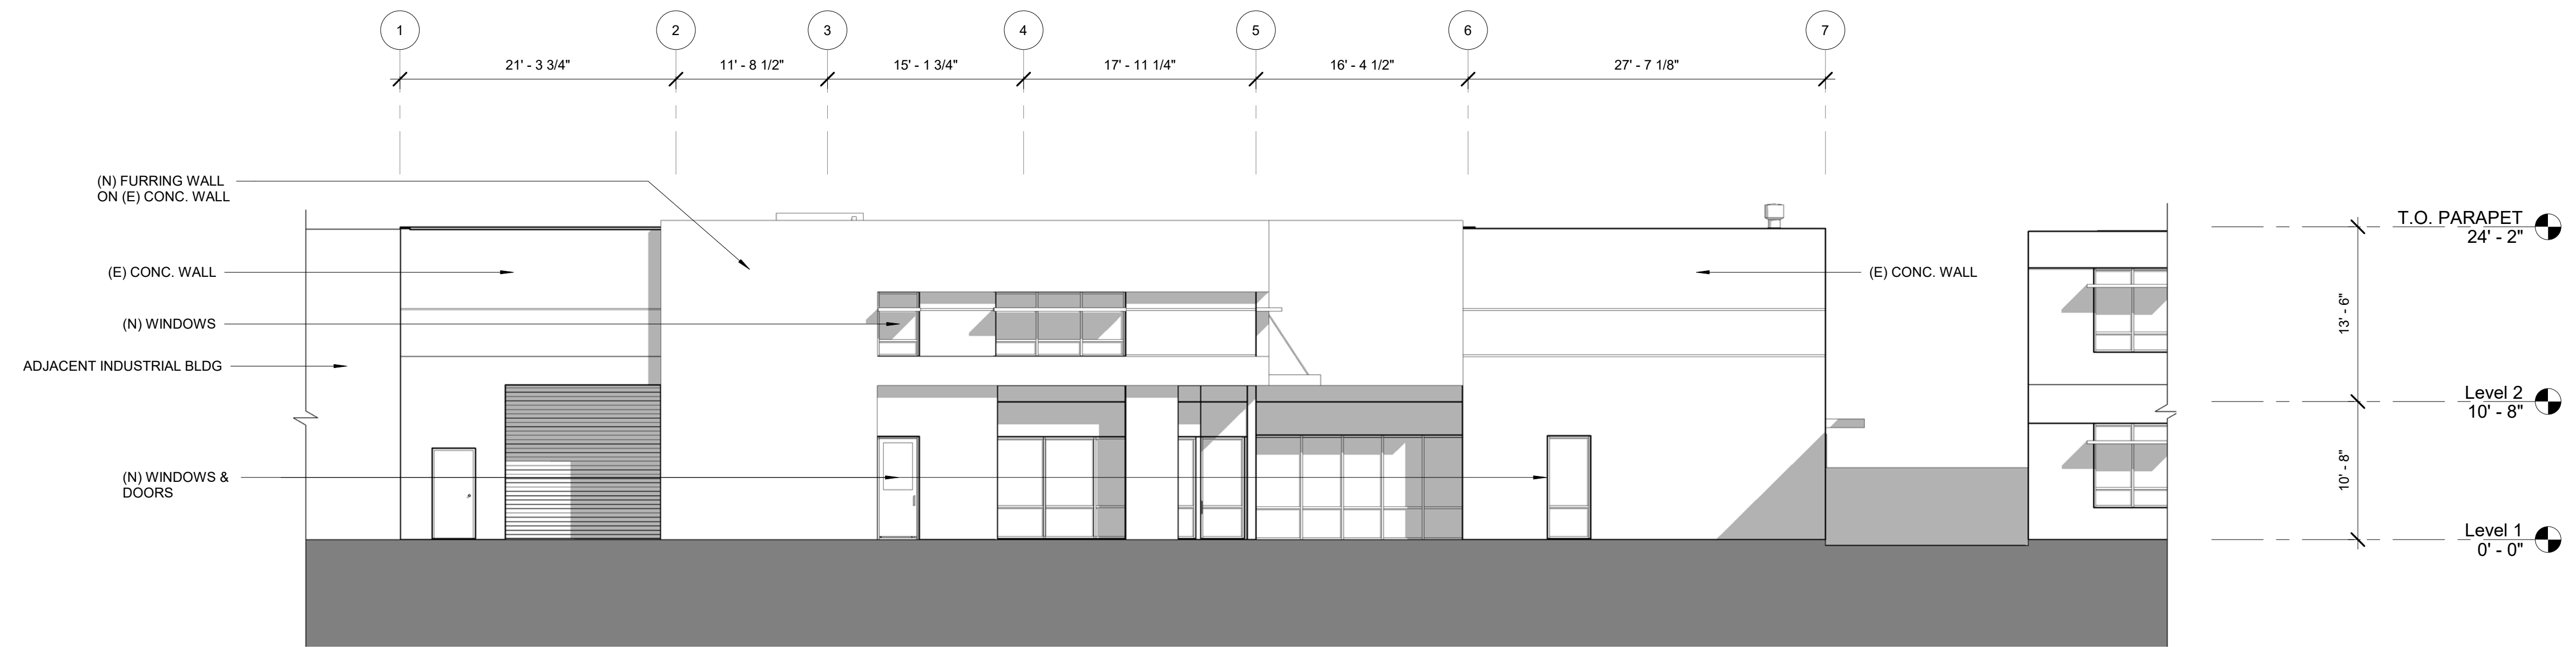 1 2 3 4 5 6 7
21' - 3 3/4" 11' - 8 1/2" 15' - 1 3/4" 17' - 11 1/4" 16' - 4 1/2" 27' - 7 1/8"
(N) FURRING WALL
ON (E) CONC. WALL
T.O. PARAPET
24' - 2"
(E) CONC. WALL
(E) CONC. WALL
(N) WINDOWS
13' - 6"
ADJACENT INDUSTRIAL BLDG
Level 2
10' - 8"
(N) WINDOWS &
DOORS
10' - 8"
Level 1
0' - 0"